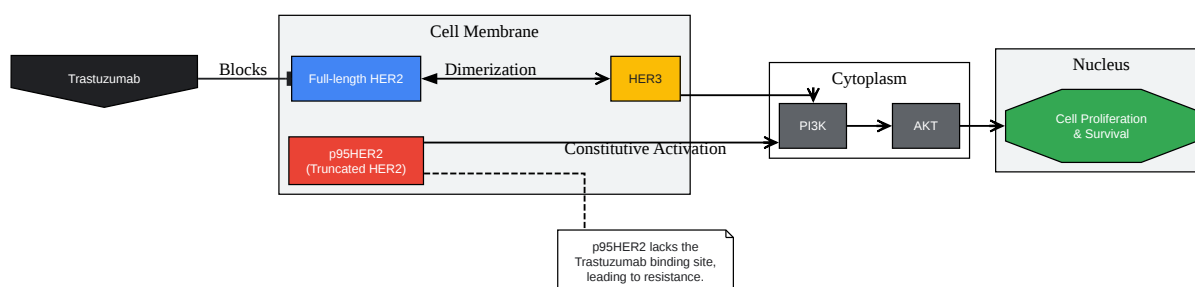 Cell Membrane
Trastuzumab
Blocks
Full-length HER2
Dimerization
HER3
Cytoplasm
Nucleus
PI3K
AKT
Cell Proliferation
& Survival
p95HER2
(Truncated HER2)
Constitutive Activation
p95HER2 lacks the
Trastuzumab binding site,
leading to resistance.